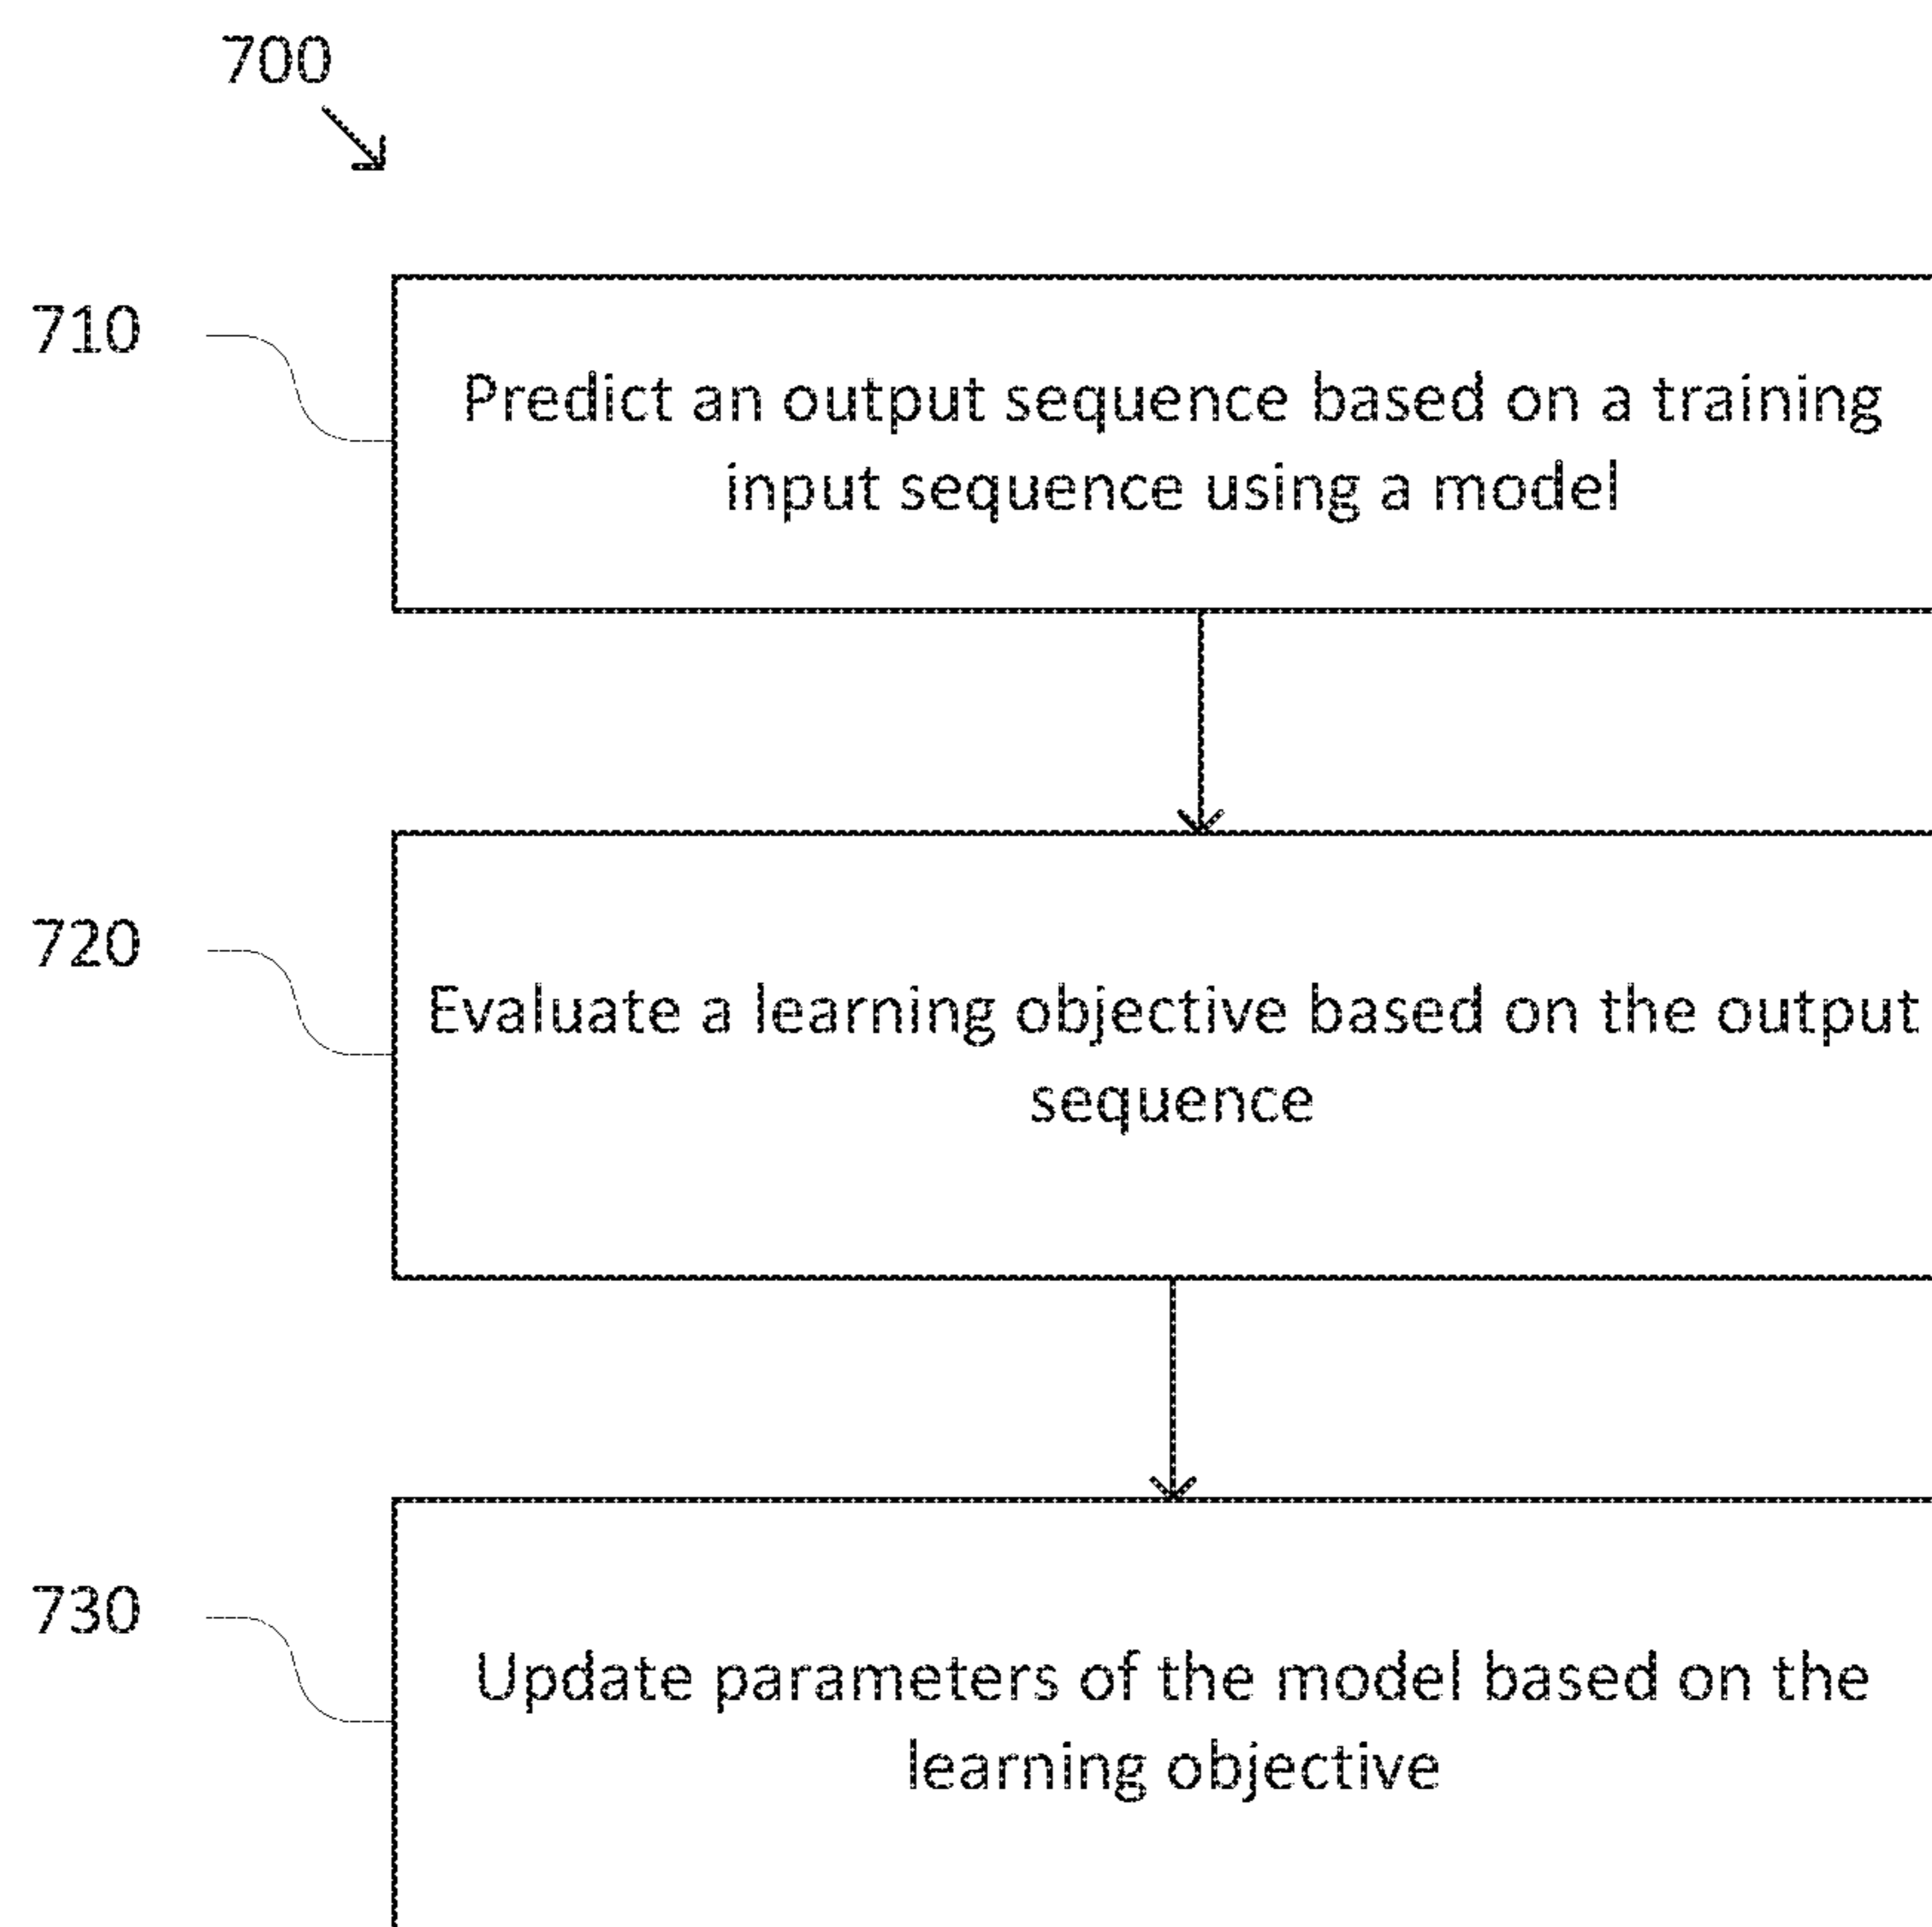 700
710
Predict an output sequence based on a training
input sequence using a model
720
Evaluate a learning objective based on the output
sequence
730
Update parameters of the model based on the
learning objective